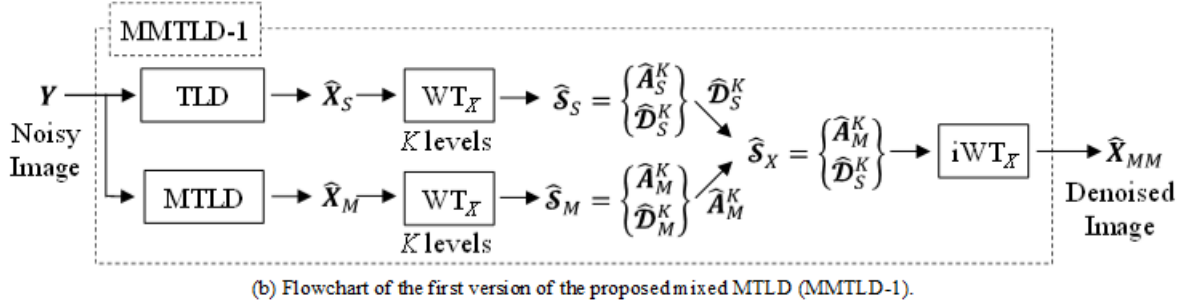 MMTLD-1
Y TLD X̂_S WT_X Ŝ_S = { Â_S^K D̂_S^K } D̂_S^K
Noisy Image
K levels
Ŝ_X = { Â_M^K D̂_S^K } iWT_X X̂_MM
Denoised Image
MTLD X̂_M WT_X Ŝ_M = { Â_M^K D̂_M^K } Â_M^K
K levels
(b) Flowchart of the first version of the proposed mixed MTLD (MMTLD-1).